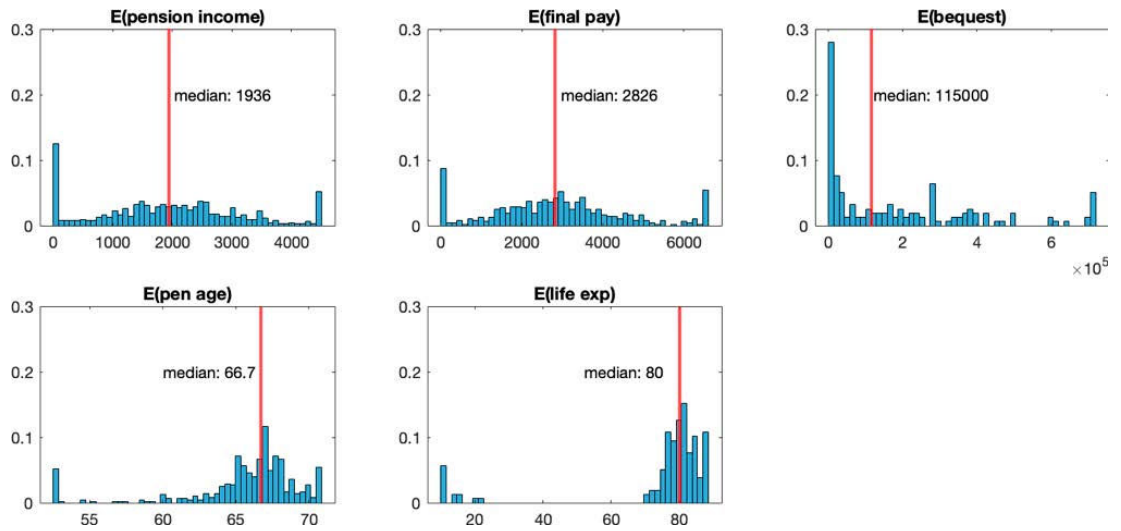 E(pension income)
0.3
0.2
0.1
0
median: 1936
0 1000 2000 3000 4000
E(final pay)
0.3
0.2
0.1
0
median: 2826
0 2000 4000 6000
E(bequest)
0.3
0.2
0.1
0
median: 115000
0 2 4 6
×10⁵
E(pen age)
0.3
0.2
0.1
0
median: 66.7
55 60 65 70
E(life exp)
0.3
0.2
0.1
0
median: 80
20 40 60 80